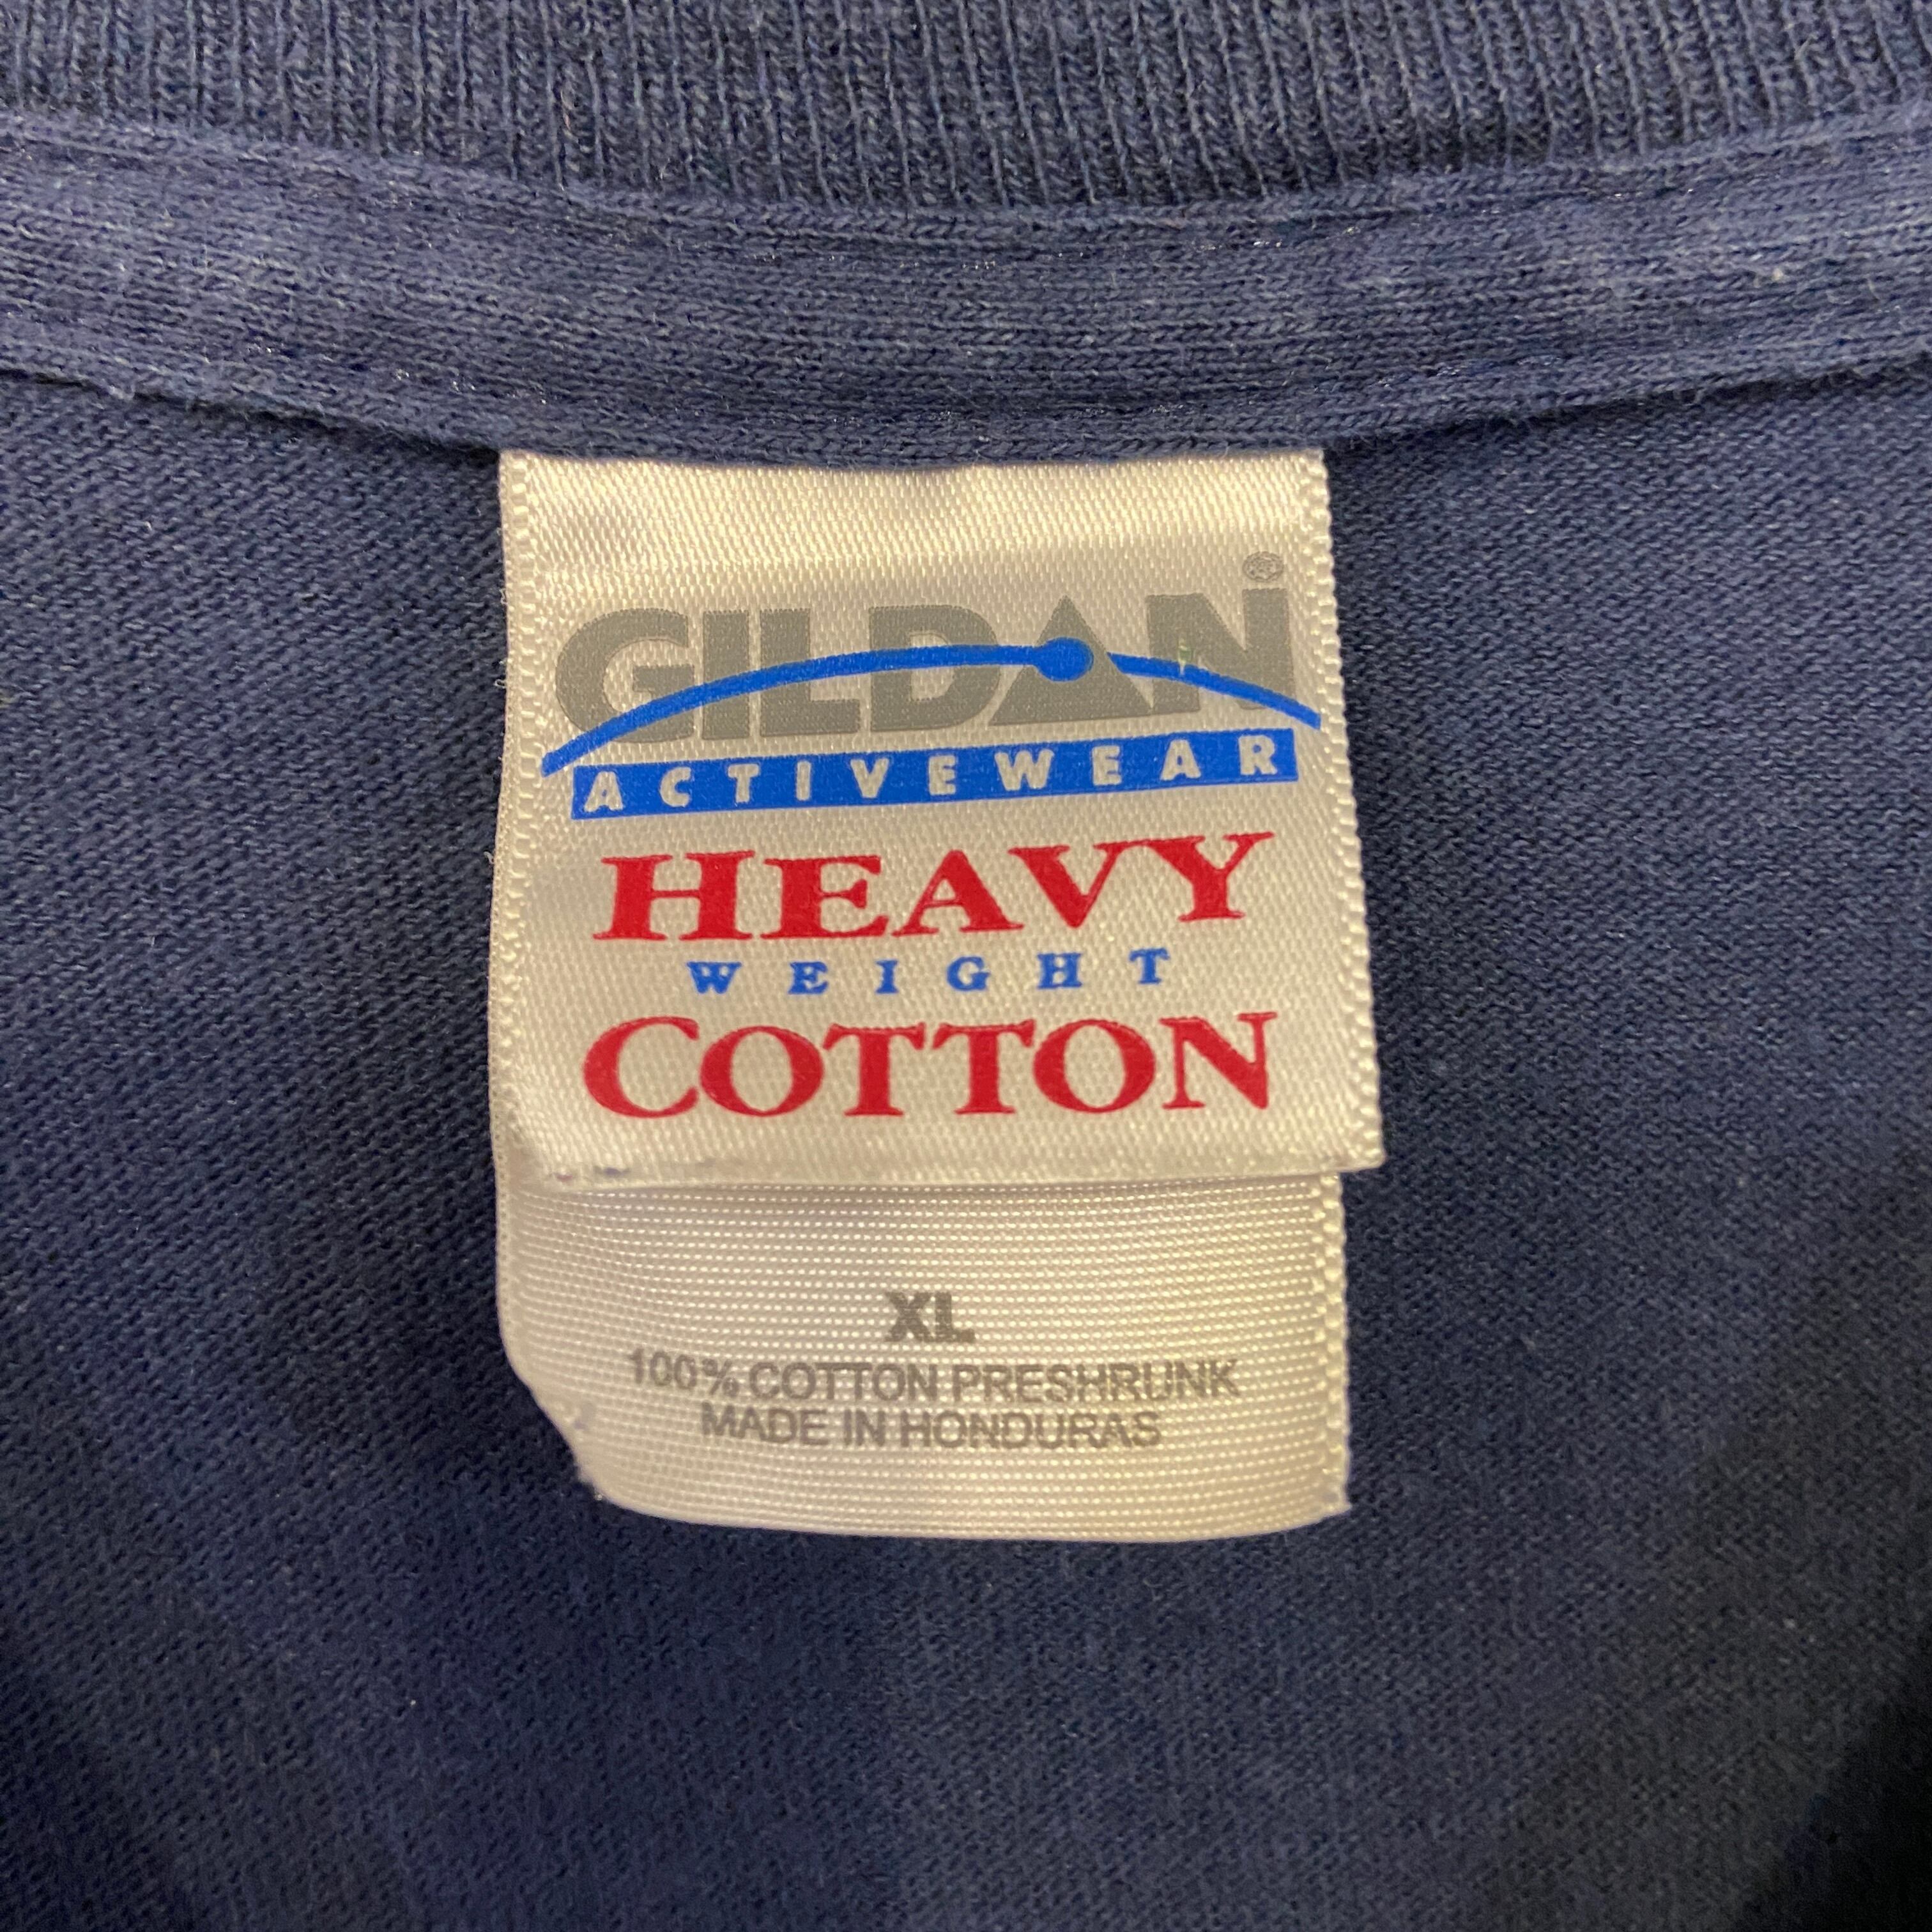 GILDAN®
ACTIVEWEAR
HEAVY
WEIGHT
COTTON
XL
100% COTTON PRESHRUNK
MADE IN HONDURAS